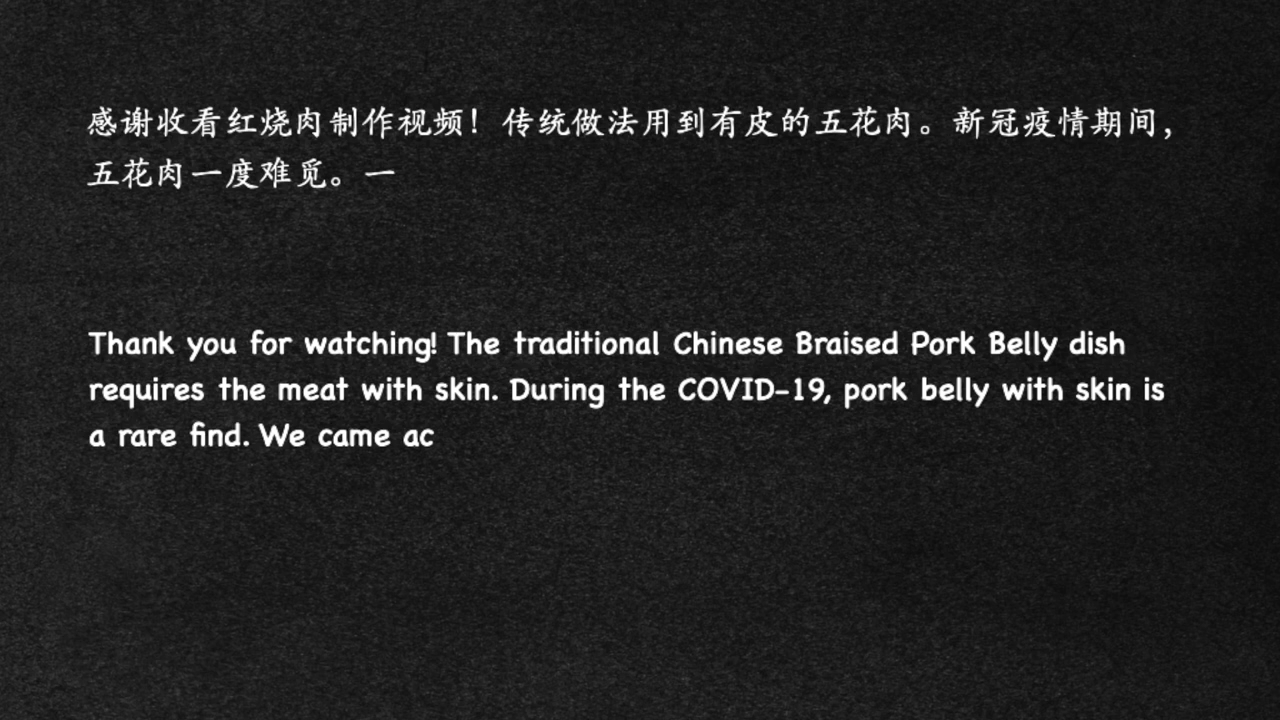 感谢收看红烧肉制作视频！传统做法用到有皮的五花肉。新冠疫情期间，
五花肉一度难觅。一
Thank you for watching! The traditional Chinese Braised Pork Belly dish
requires the meat with skin. During the COVID-19, pork belly with skin is
a rare find. We came ac